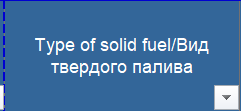 Type of solid fuel/Вид
твердого палива